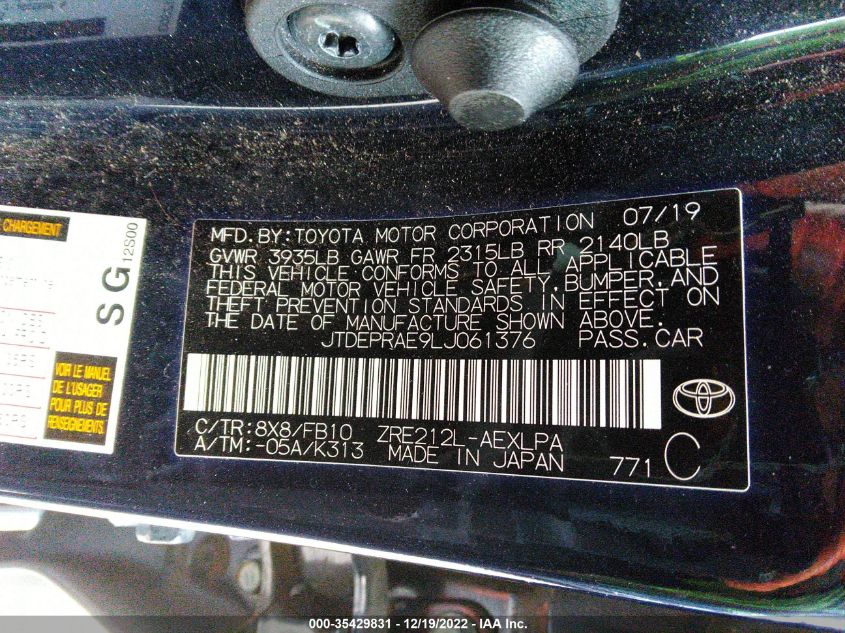 CHARGEMENT
SG
12S00
VOIR LE MANUEL
DE L'USAGER
POUR PLUS DE
RENSEIGNEMENTS.
MFD.BY:TOYOTA MOTOR CORPORATION 07/19
GVWR 3935LB GAWR FR 2315LB RR 2140LB
THIS VEHICLE CONFORMS TO ALL APPLICABLE
FEDERAL MOTOR VEHICLE SAFETY,BUMPER,AND
THEFT PREVENTION STANDARDS IN EFFECT ON
THE DATE OF MANUFACTURE SHOWN ABOVE.
JTDEPRAE9LJ061376 PASS.CAR
C/TR:8X8/FB10 ZRE212L-AEXLPA
A/TM:-05A/K313 MADE IN JAPAN 771 C
000-35429831 - 12/19/2022 - IAA Inc.